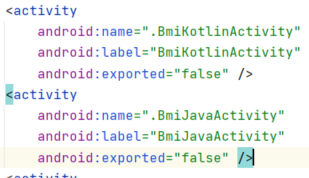 <activity
android:name=".BmiKotlinActivity"
android:label="BmiKotlinActivity"
android:exported="false" />
<activity
android:name=".BmiJavaActivity"
android:label="BmiJavaActivity"
android:exported="false" />
<activity